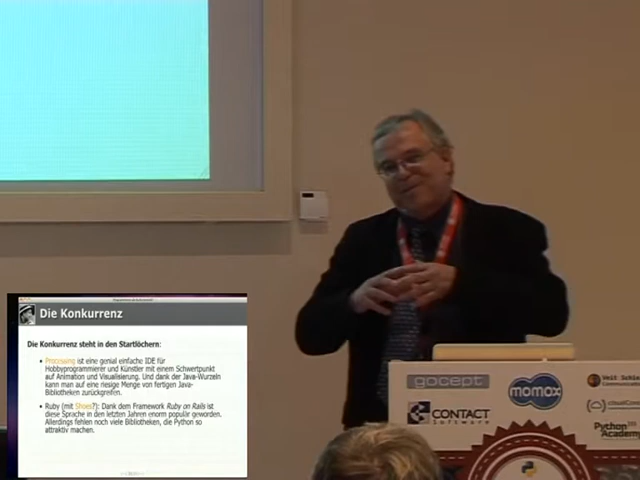 Die Konkurrenz
Die Konkurrenz steht in den Startlöchern:
Processing ist eine genial einfache IDE für
Hobbyprogrammierer und Künstler mit einem Schwerpunkt
auf Animation und Visualisierung. Und dank der Java-Wurzeln
kann man auf eine riesige Menge von fertigen Java-
Bibliotheken zurückgreifen.
Ruby (mit Shoes?): Dank dem Framework Ruby on Rails ist
diese Sprache in den letzten Jahren enorm populär geworden.
Allerdings fehlen noch viele Bibliotheken, die Python so
attraktiv machen.
gocept
momox
Veit Schie
Communicatio
CONTACT
Software
cloudCont
Python
Academy